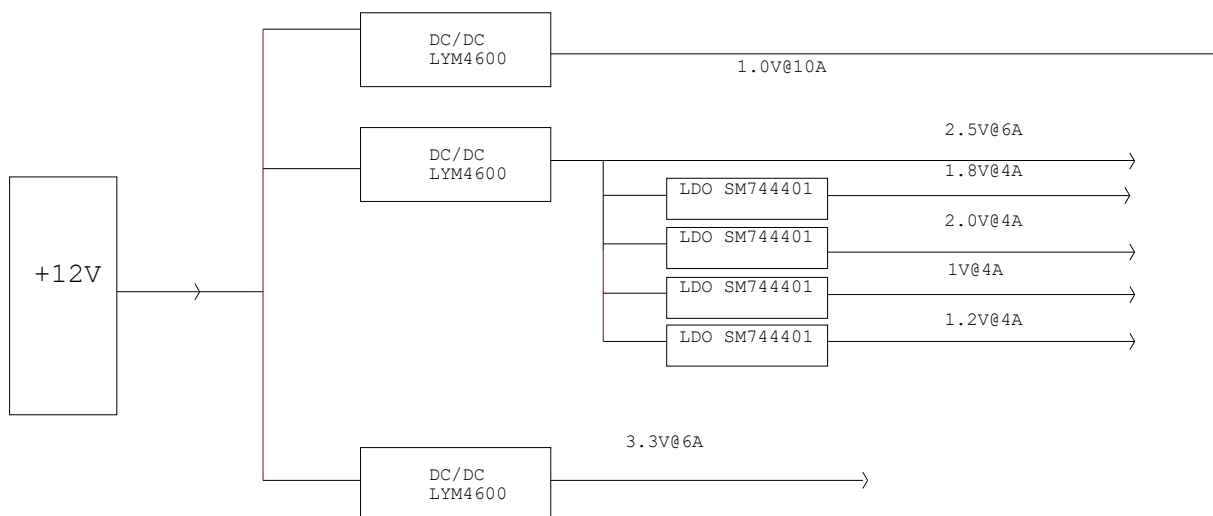 DC/DC
LYM4600
1.0V@10A
DC/DC
LYM4600
2.5V@6A
1.8V@4A
LDO SM744401
2.0V@4A
LDO SM744401
+12V
1V@4A
LDO SM744401
1.2V@4A
LDO SM744401
3.3V@6A
DC/DC
LYM4600